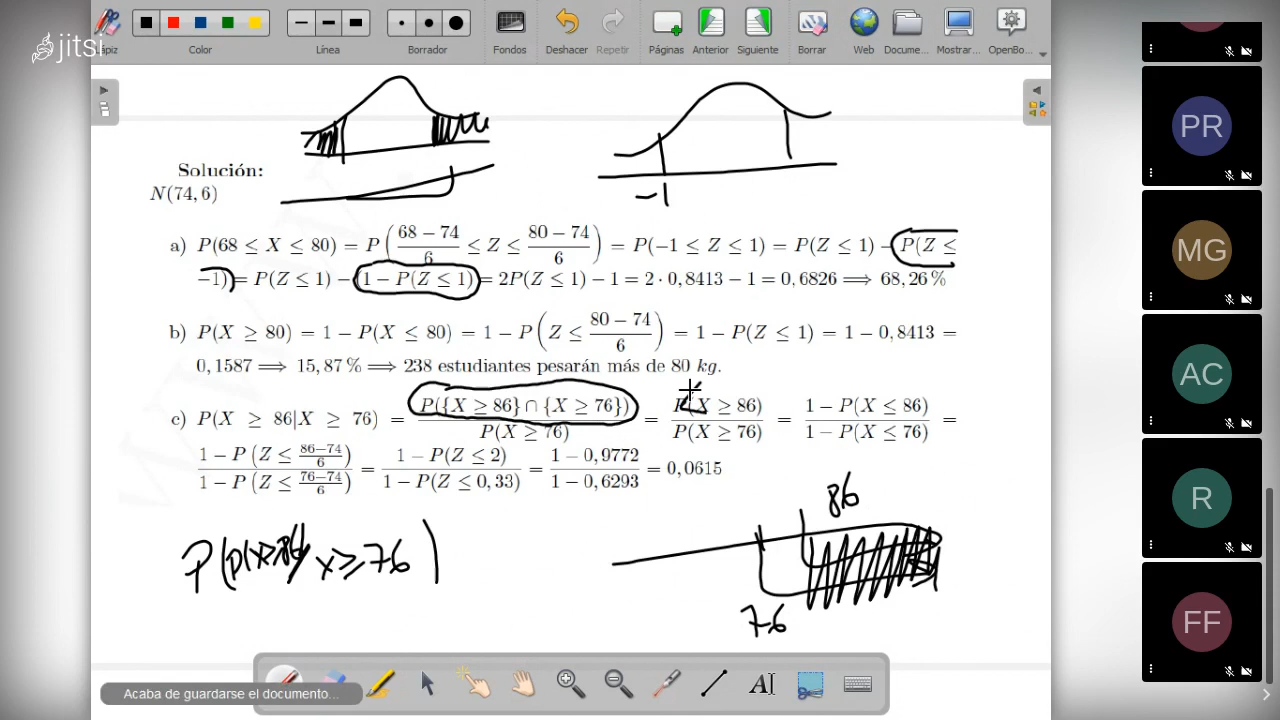 Lápiz Color Línea Borrador Fondos Deshacer Repetir Páginas Anterior Siguiente Borrar Web Docume... Mostrar... OpenBo...
jitsi
Solución:
N(74, 6)
−1
a) P(68 ≤ X ≤ 80) = P( (68 − 74)/6 ≤ Z ≤ (80 − 74)/6 ) = P(−1 ≤ Z ≤ 1) = P(Z ≤ 1) − P(Z ≤
−1) = P(Z ≤ 1) − (1 − P(Z ≤ 1) = 2P(Z ≤ 1) − 1 = 2 · 0,8413 − 1 = 0,6826 ⟹ 68,26 %
b) P(X ≥ 80) = 1 − P(X ≤ 80) = 1 − P( Z ≤ (80 − 74)/6 ) = 1 − P(Z ≤ 1) = 1 − 0,8413 =
0,1587 ⟹ 15,87 % ⟹ 238 estudiantes pesarán más de 80 kg.
c) P(X ≥ 86|X ≥ 76) = P({X ≥ 86} ∩ {X ≥ 76})/P(X ≥ 76) = P(X ≥ 86)/P(X ≥ 76) = (1 − P(X ≤ 86))/(1 − P(X ≤ 76)) =
(1 − P(Z ≤ (86−74)/6))/(1 − P(Z ≤ (76−74)/6)) = (1 − P(Z ≤ 2))/(1 − P(Z ≤ 0,33)) = (1 − 0,9772)/(1 − 0,6293) = 0,0615
86
P(P(X≥86/ X≥76)
76
Acaba de guardarse el documento...
PR
MG
AC
R
FF